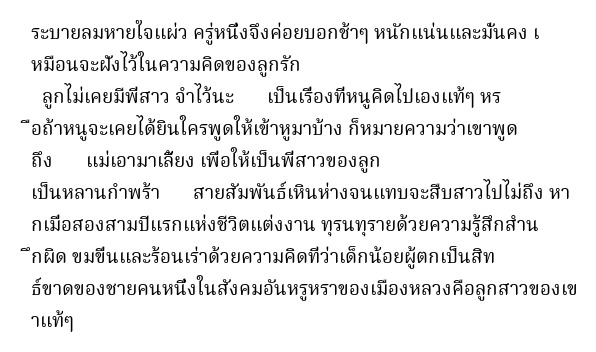 ระบายลมหายใจแผ่ว ครู่หนึ่งจึงค่อยบอกช้าๆ หนักแน่นและมั่นคง เ
หมือนจะฝังไว้ในความคิดของลูกรัก
ลูกไม่เคยมีพี่สาว จำไว้นะ เป็นเรื่องที่หนูคิดไปเองแท้ๆ หร
ือถ้าหนูจะเคยได้ยินใครพูดให้เข้าหูมาบ้าง ก็หมายความว่าเขาพูด
ถึง แม่เอามาเลี้ยง เพื่อให้เป็นพี่สาวของลูก
เป็นหลานกำพร้า สายสัมพันธ์เหินห่างจนแทบจะสืบสาวไปไม่ถึง หา
กเมื่อสองสามปีแรกแห่งชีวิตแต่งงาน ทุรนทุรายด้วยความรู้สึกสำน
ึกผิด ขมขื่นและร้อนเร่าด้วยความคิดที่ว่าเด็กน้อยผู้ตกเป็นสิท
ธ์ขาดของชายคนหนึ่งในสังคมอันหรูหราของเมืองหลวงคือลูกสาวของเข
าแท้ๆ